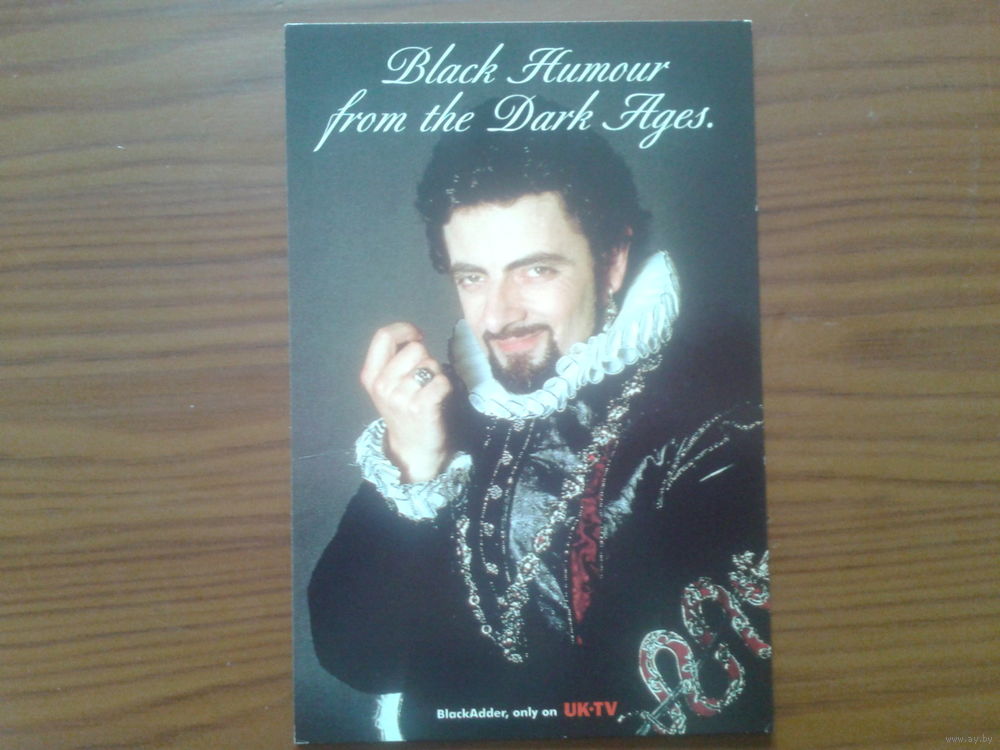 Black Humour
from the Dark Ages.
BlackAdder, only on UK•TV
www.ay.by